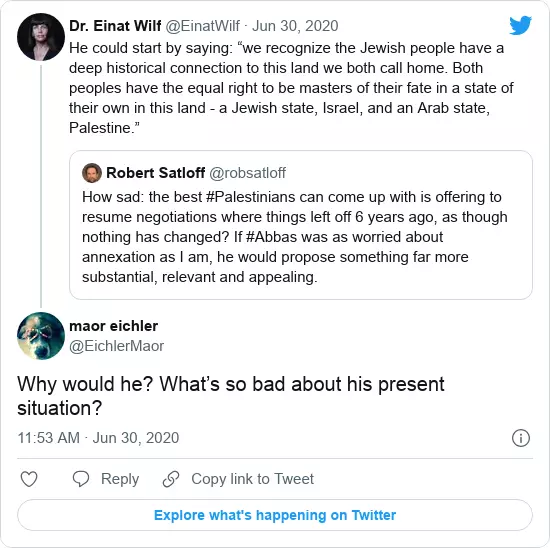 Dr. Einat Wilf @EinatWilf · Jun 30, 2020
He could start by saying: “we recognize the Jewish people have a
deep historical connection to this land we both call home. Both
peoples have the equal right to be masters of their fate in a state of
their own in this land - a Jewish state, Israel, and an Arab state,
Palestine.”
Robert Satloff @robsatloff
How sad: the best #Palestinians can come up with is offering to
resume negotiations where things left off 6 years ago, as though
nothing has changed? If #Abbas was as worried about
annexation as I am, he would propose something far more
substantial, relevant and appealing.
maor eichler
@EichlerMaor
Why would he? What’s so bad about his present
situation?
11:53 AM · Jun 30, 2020
Reply Copy link to Tweet
Explore what's happening on Twitter